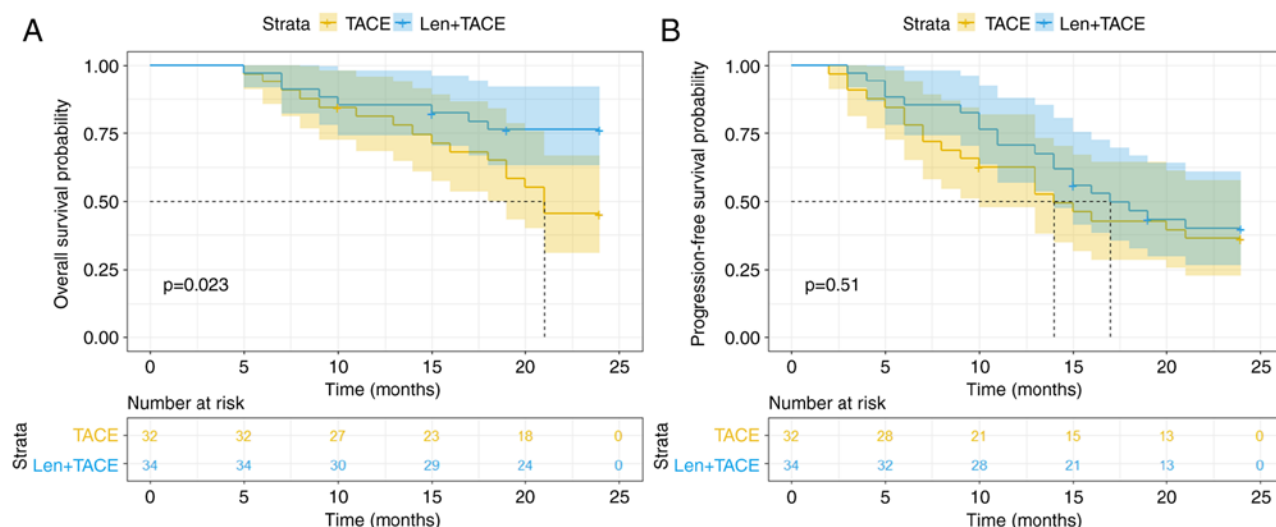 A
Strata TACE Len+TACE
Overall survival probability
1.00
0.75
0.50
0.25
0.00
p=0.023
0 5 10 15 20 25
Time (months)
Number at risk
Strata
TACE 32 32 27 23 18 0
Len+TACE 34 34 30 29 24 0
0 5 10 15 20 25
Time (months)
B
Strata TACE Len+TACE
Progression-free survival probability
1.00
0.75
0.50
0.25
0.00
p=0.51
0 5 10 15 20 25
Time (months)
Number at risk
Strata
TACE 32 28 21 15 13 0
Len+TACE 34 32 28 21 13 0
0 5 10 15 20 25
Time (months)